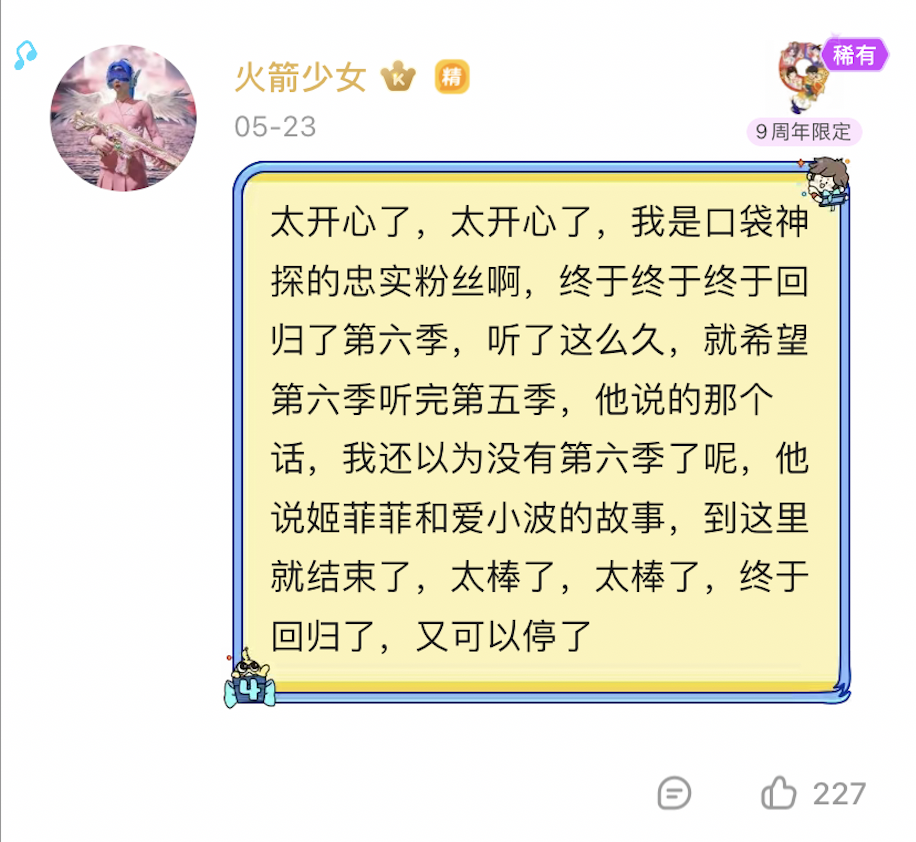 火箭少女 K 精
稀有
05-23
9周年限定
太开心了，太开心了，我是口袋神
探的忠实粉丝啊，终于终于终于回
归了第六季，听了这么久，就希望
第六季听完第五季，他说的那个
话，我还以为没有第六季了呢，他
说姬菲菲和爱小波的故事，到这里
就结束了，太棒了，太棒了，终于
回归了，又可以停了
4
227